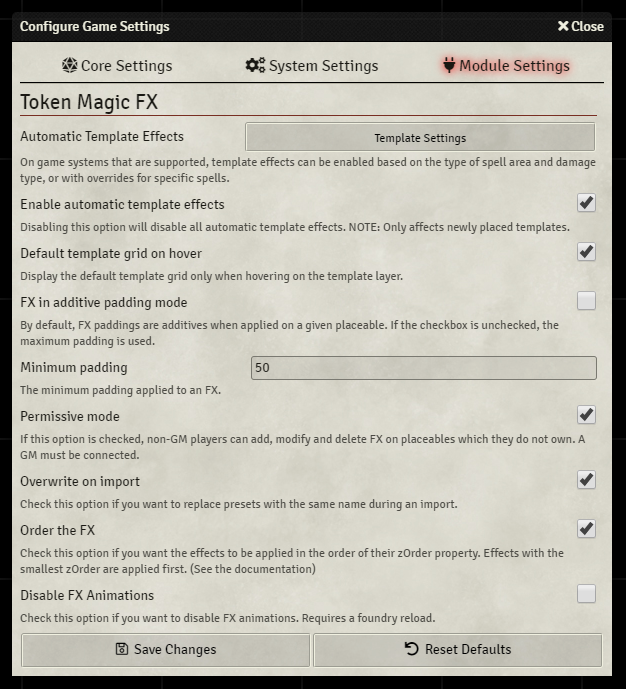 Configure Game Settings
Close
Core Settings
System Settings
Module Settings
Token Magic FX
Automatic Template Effects
Template Settings
On game systems that are supported, template effects can be enabled based on the type of spell area and damage
type, or with overrides for specific spells.
Enable automatic template effects
Disabling this option will disable all automatic template effects. NOTE: Only affects newly placed templates.
Default template grid on hover
Display the default template grid only when hovering on the template layer.
FX in additive padding mode
By default, FX paddings are additives when applied on a given placeable. If the checkbox is unchecked, the
maximum padding is used.
Minimum padding
50
The minimum padding applied to an FX.
Permissive mode
If this option is checked, non-GM players can add, modify and delete FX on placeables which they do not own. A
GM must be connected.
Overwrite on import
Check this option if you want to replace presets with the same name during an import.
Order the FX
Check this option if you want the effects to be applied in the order of their zOrder property. Effects with the
smallest zOrder are applied first. (See the documentation)
Disable FX Animations
Check this option if you want to disable FX animations. Requires a foundry reload.
Save Changes
Reset Defaults